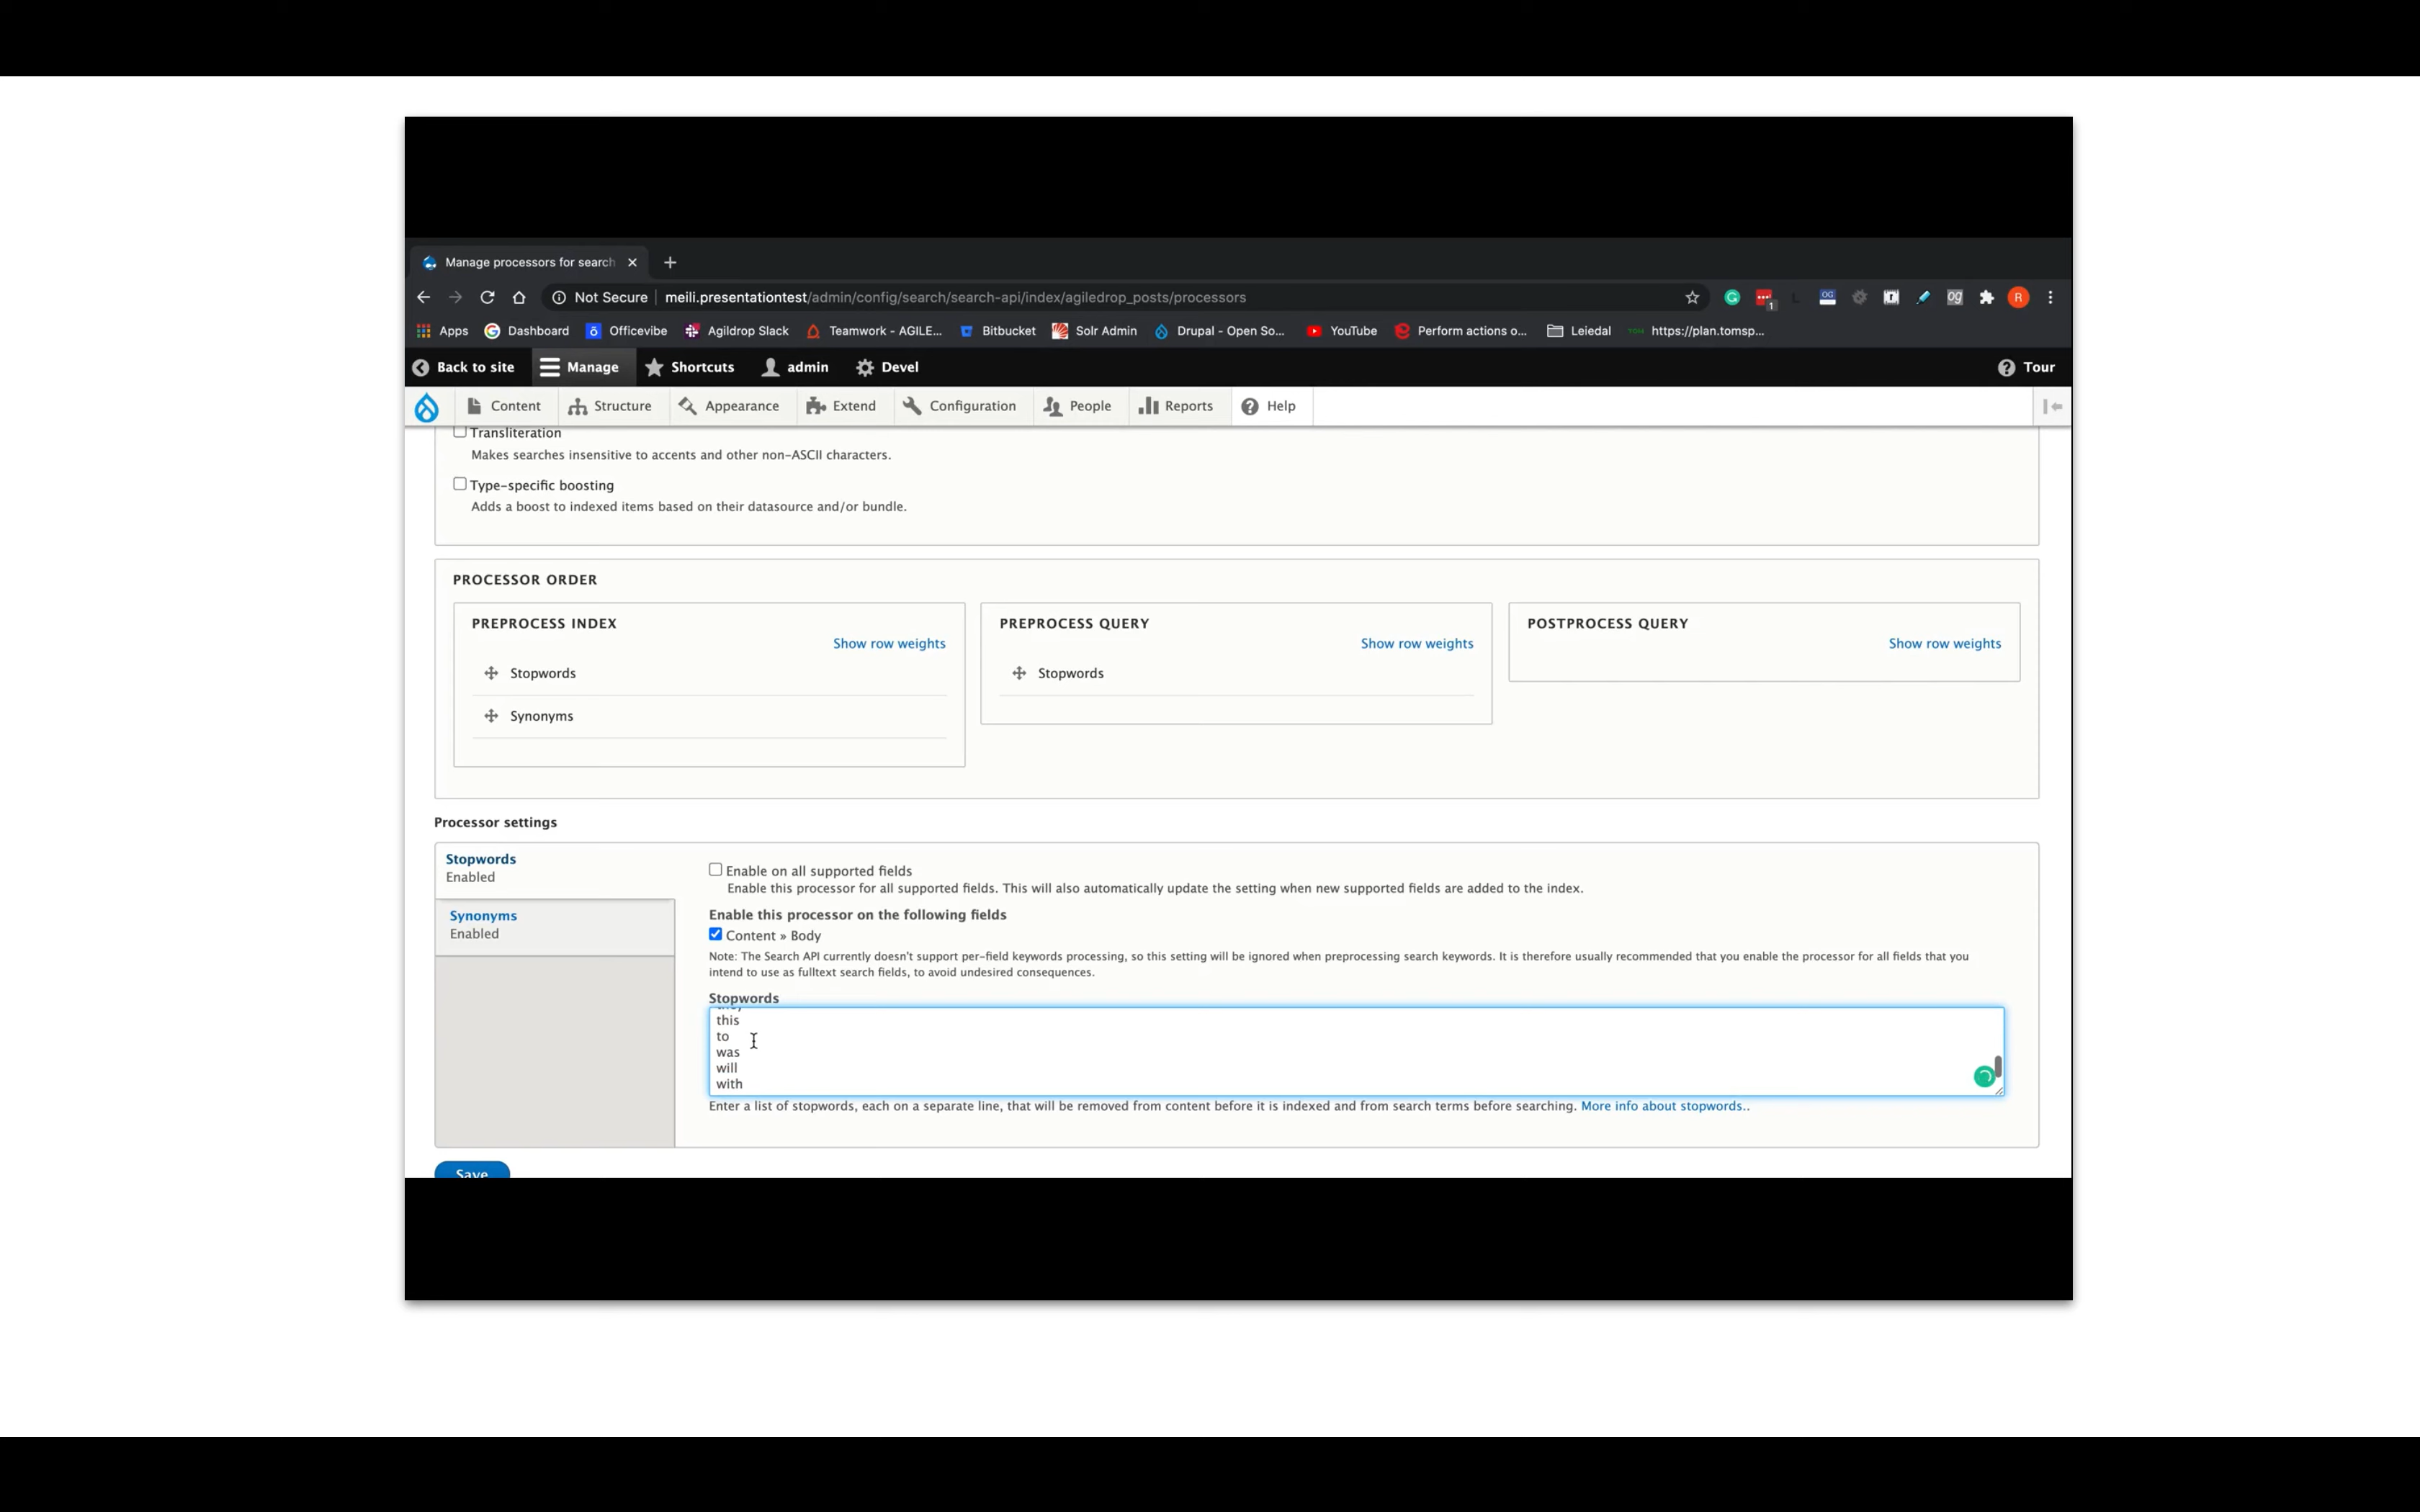 Manage processors for search
Not Secure | meili.presentationtest/admin/config/search/search-api/index/agiledrop_posts/processors
OG
og
R
1
Apps Dashboard Officevibe Agildrop Slack Teamwork - AGILE... Bitbucket Solr Admin Drupal - Open So... YouTube Perform actions o... Leiedal https://plan.tomsp...
Back to site Manage Shortcuts admin Devel Tour
Content Structure Appearance Extend Configuration People Reports Help
Transliteration
Makes searches insensitive to accents and other non-ASCII characters.
Type-specific boosting
Adds a boost to indexed items based on their datasource and/or bundle.
PROCESSOR ORDER
PREPROCESS INDEX
Show row weights
Stopwords
Synonyms
PREPROCESS QUERY
Show row weights
Stopwords
POSTPROCESS QUERY
Show row weights
Processor settings
Stopwords
Enabled
Synonyms
Enabled
Enable on all supported fields
Enable this processor for all supported fields. This will also automatically update the setting when new supported fields are added to the index.
Enable this processor on the following fields
Content » Body
Note: The Search API currently doesn't support per-field keywords processing, so this setting will be ignored when preprocessing search keywords. It is therefore usually recommended that you enable the processor for all fields that you
intend to use as fulltext search fields, to avoid undesired consequences.
Stopwords
this
to
was
will
with
Enter a list of stopwords, each on a separate line, that will be removed from content before it is indexed and from search terms before searching. More info about stopwords..
Save